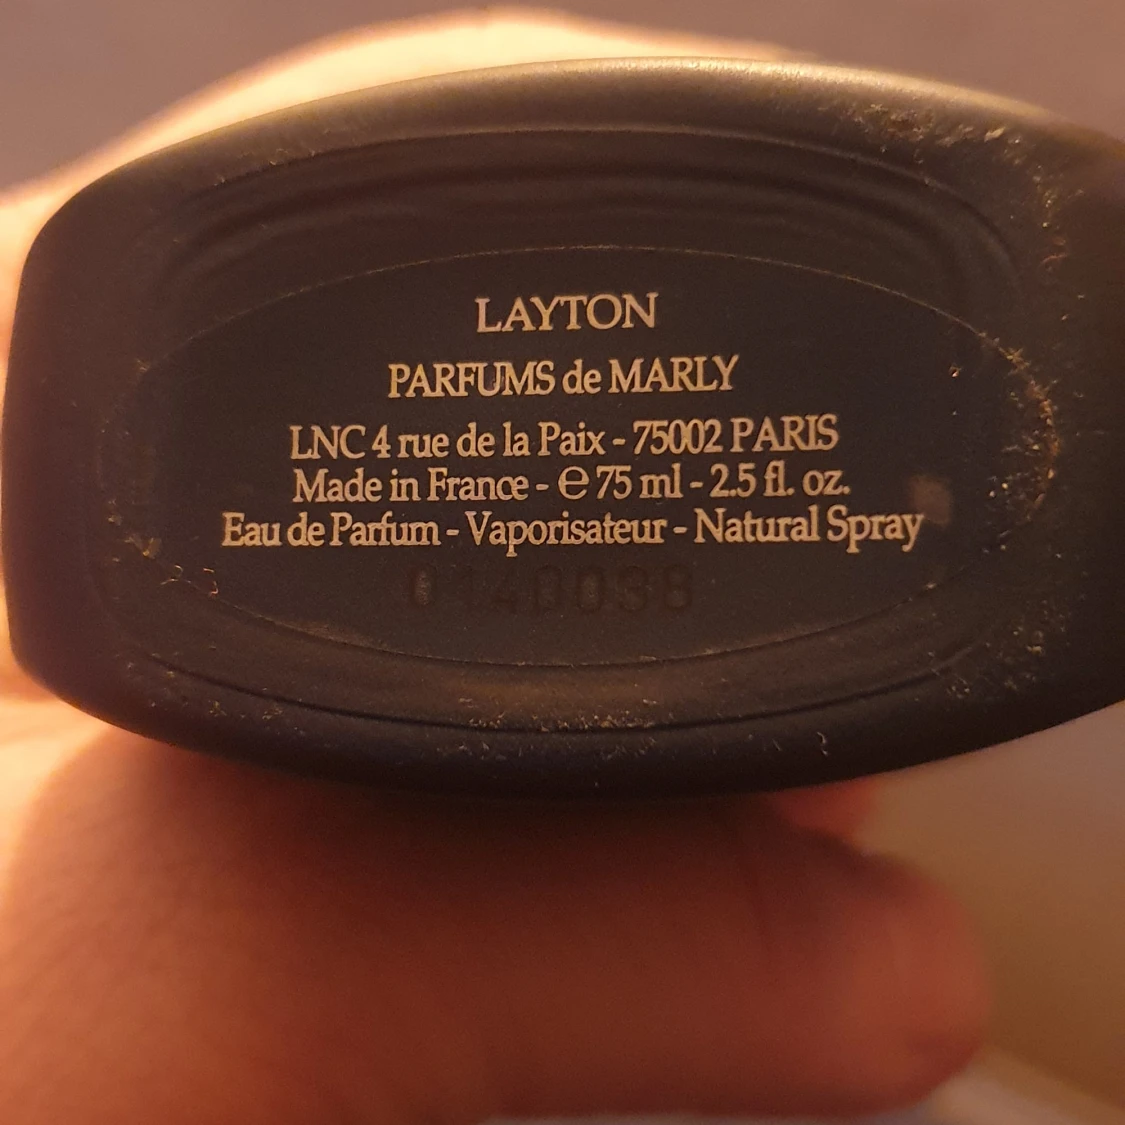 LAYTON
PARFUMS de MARLY
LNC 4 rue de la Paix - 75002 PARIS
Made in France - ℮ 75 ml - 2.5 fl. oz.
Eau de Parfum - Vaporisateur - Natural Spray
0140038